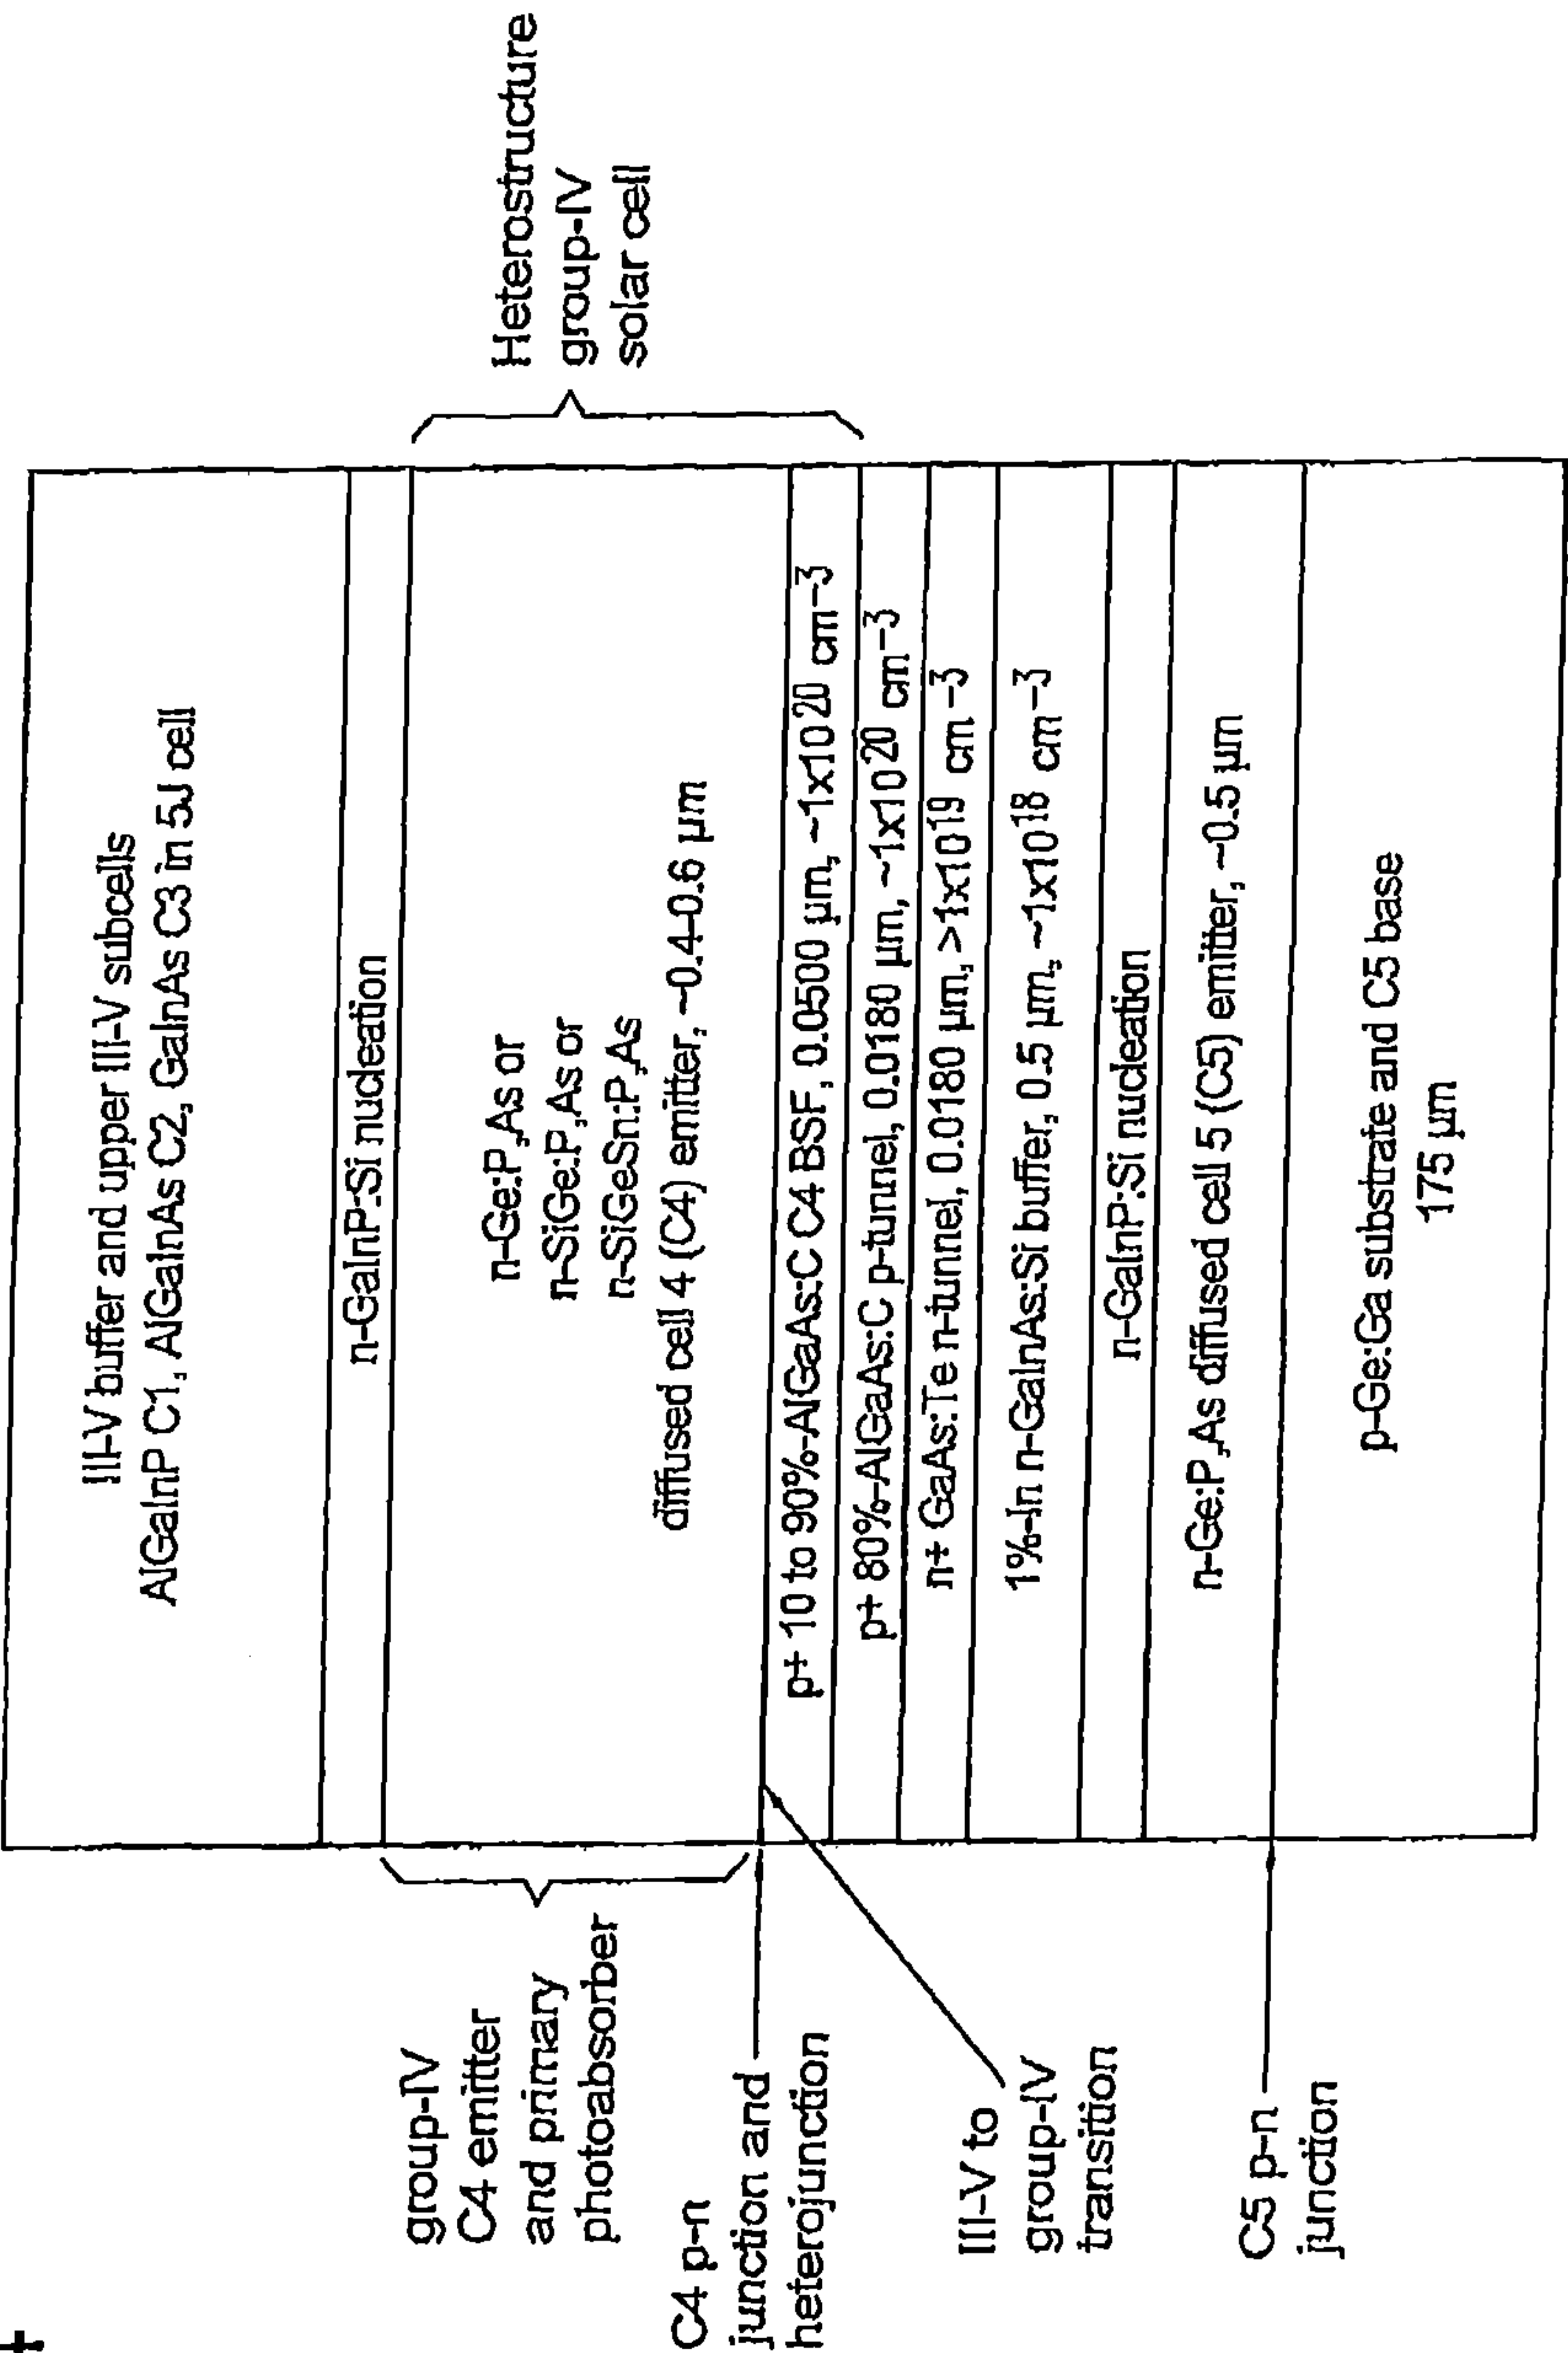 III-V buffer and upper III-V subcells
AlGaInP C1, AlGaInAs C2, GaInAs C3 in 5J cell
n-GaInP:Si nucleation
n-Ge:P,As or
n-SiGe:P,As or
n-SiGeSn:P,As
diffused cell 4 (C4) emitter, ~0.4-0.6 µm
p+ 10 to 90%-AlGaAs:C C4 BSF, 0.0500 µm, ~1x10^20 cm^-3
p+ 80%-AlGaAs:C p-tunnel, 0.0180 µm, ~1x10^20 cm^-3
n+ GaAs:Te n-tunnel, 0.0180 µm, >1x10^19 cm^-3
1%-In n-GaInAs:Si buffer, 0.5 µm, ~1x10^18 cm^-3
n-GaInP:Si nucleation
n-Ge:P,As diffused cell 5 (C5) emitter, ~0.5 µm
p-Ge:Ga substrate and C5 base
175 µm
group-IV
C4 emitter
and primary
photoabsorber
C4 p-n
junction and
heterojunction
III-V to
group-IV
transition
C5 p-n
junction
Heterostructure
group-IV
solar cell